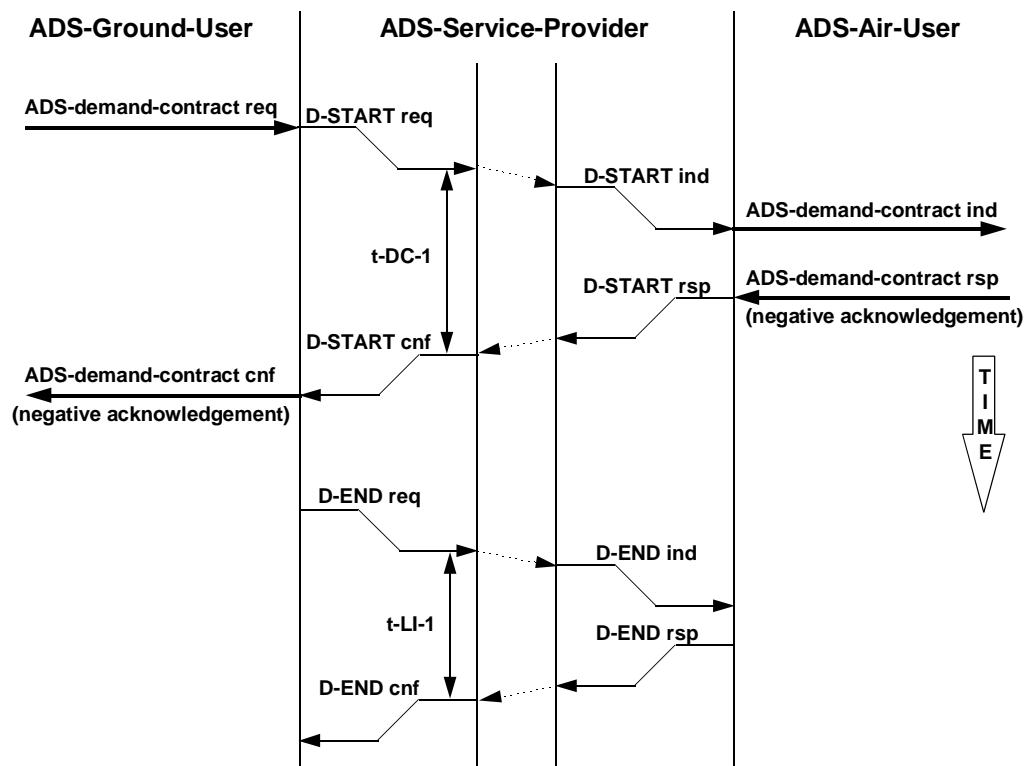 ADS-Ground-User
ADS-Service-Provider
ADS-Air-User
ADS-demand-contract req
D-START req
D-START ind
ADS-demand-contract ind
t-DC-1
ADS-demand-contract rsp
D-START rsp
(negative acknowledgement)
D-START cnf
ADS-demand-contract cnf
(negative acknowledgement)
T
I
M
E
D-END req
D-END ind
t-LI-1
D-END rsp
D-END cnf